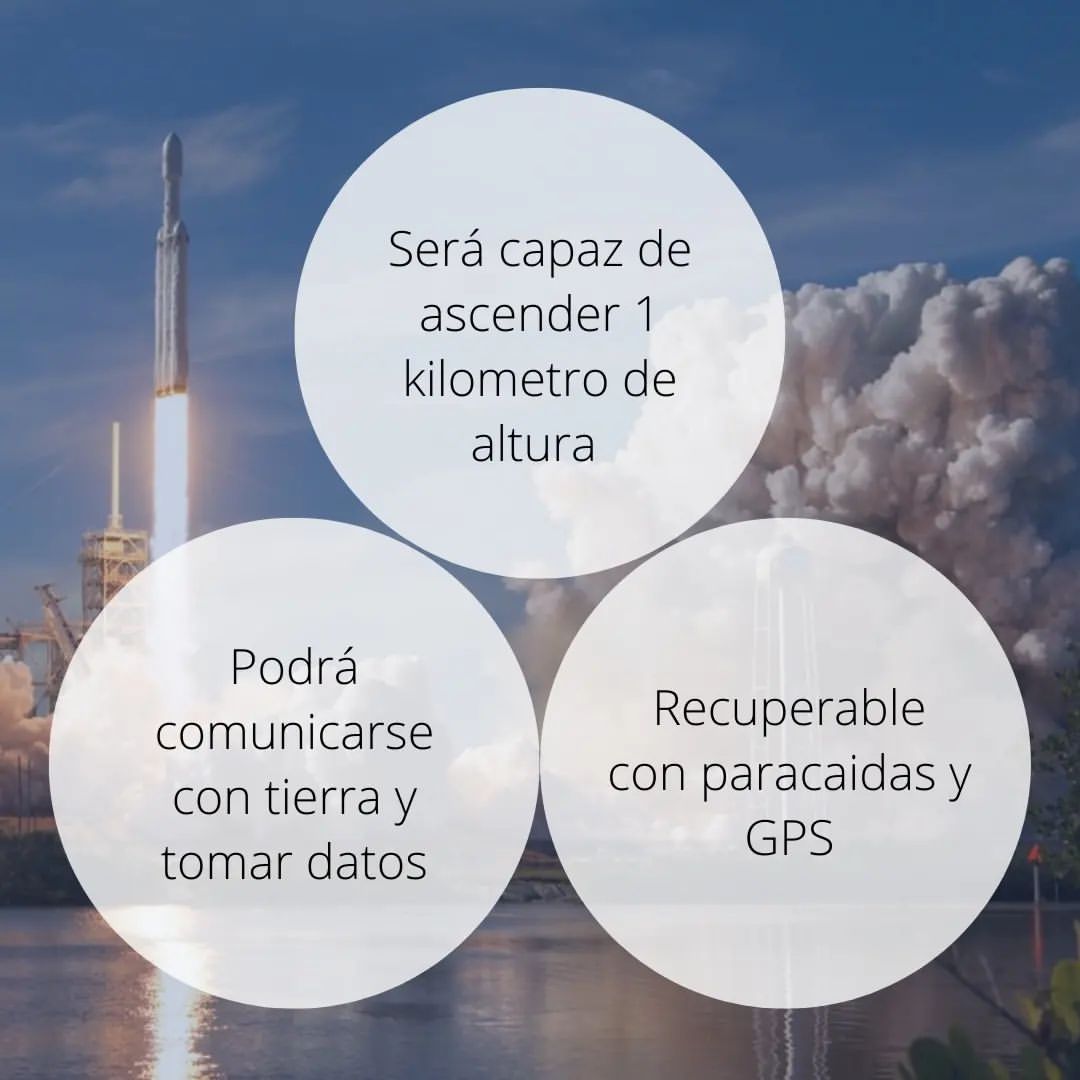 Será capaz de
ascender 1
kilometro de
altura
Podrá
comunicarse
con tierra y
tomar datos
Recuperable
con paracaidas y
GPS